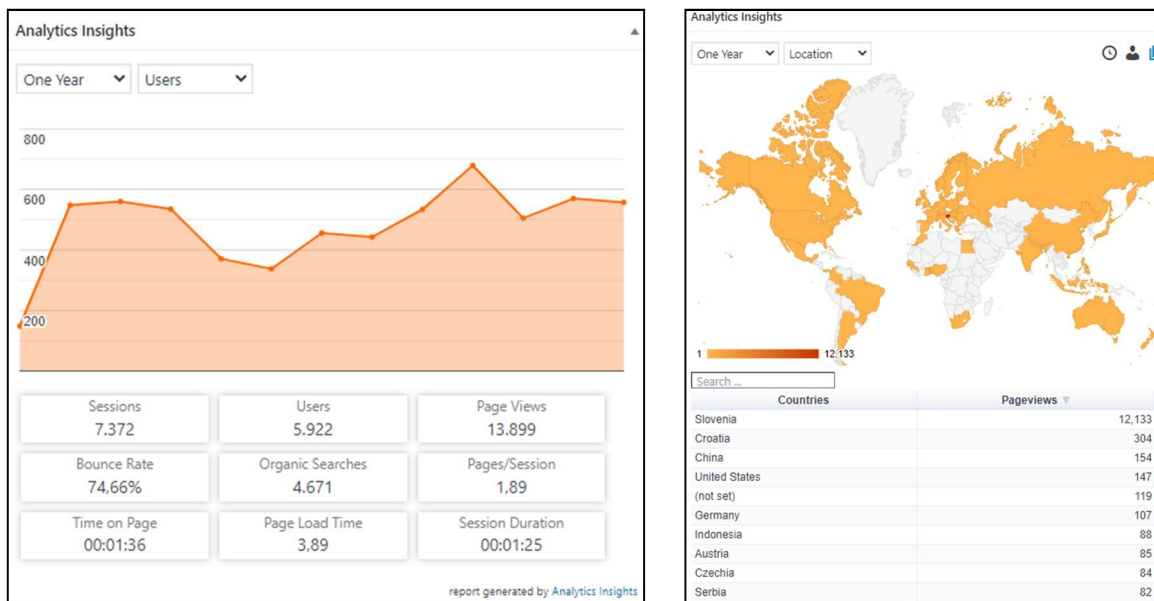 Analytics Insights
One Year
Users
800
600
400
200
Sessions
7.372
Users
5.922
Page Views
13.899
Bounce Rate
74,66%
Organic Searches
4.671
Pages/Session
1,89
Time on Page
00:01:36
Page Load Time
3,89
Session Duration
00:01:25
report generated by Analytics Insights
Analytics Insights
One Year
Location
1
12,133
Search ...
Countries Pageviews
Slovenia 12,133
Croatia 304
China 154
United States 147
(not set) 119
Germany 107
Indonesia 88
Austria 85
Czechia 84
Serbia 82